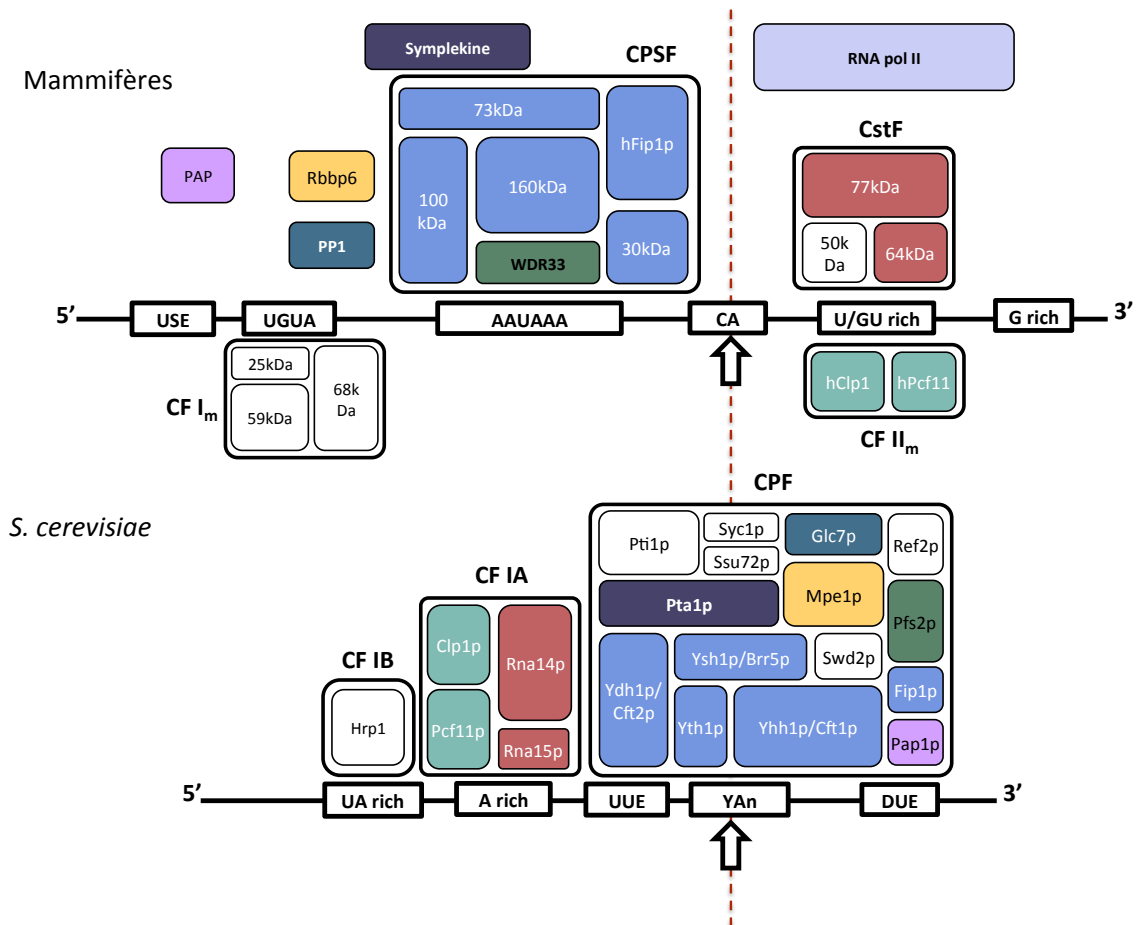 Symplekine
CPSF
RNA pol II
Mammifères
73kDa
hFip1p
CstF
77kDa
PAP
Rbbp6
100
kDa
160kDa
50k
Da
64kDa
PP1
WDR33
30kDa
5’
USE
UGUA
AAUAAA
CA
U/GU rich
G rich
3’
25kDa
68k
Da
59kDa
CF Im
hClp1
hPcf11
CF IIm
CPF
S. cerevisiae
Pti1p
Syc1p
Glc7p
Ref2p
Ssu72p
CF IA
Pta1p
Mpe1p
Pfs2p
Clp1p
Rna14p
CF IB
Ydh1p/
Cft2p
Ysh1p/Brr5p
Swd2p
Fip1p
Hrp1
Pcf11p
Rna15p
Yth1p
Yhh1p/Cft1p
Pap1p
5’
UA rich
A rich
UUE
YAn
DUE
3’